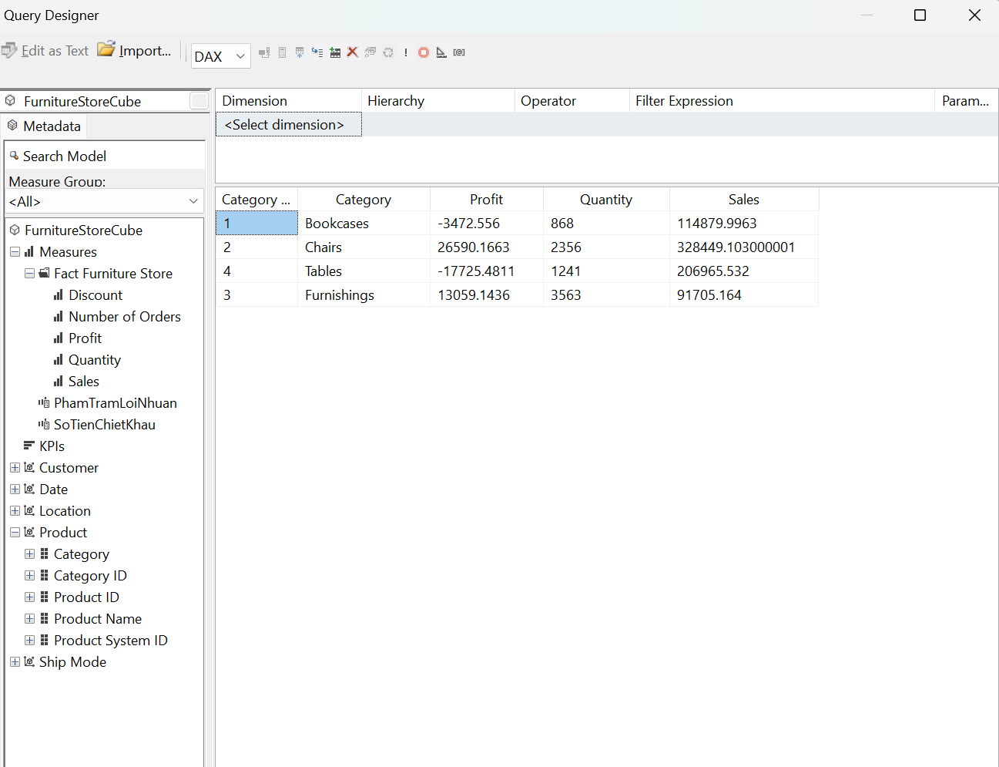 Query Designer
Edit as Text Import... DAX
FurnitureStoreCube
Metadata
Search Model
Measure Group:
<All>
FurnitureStoreCube
Measures
Fact Furniture Store
Discount
Number of Orders
Profit
Quantity
Sales
PhamTramLoiNhuan
SoTienChietKhau
KPIs
Customer
Date
Location
Product
Category
Category ID
Product ID
Product Name
Product System ID
Ship Mode
Dimension Hierarchy Operator Filter Expression Param...
<Select dimension>
Category ... Category Profit Quantity Sales
1 Bookcases -3472.556 868 114879.9963
2 Chairs 26590.1663 2356 328449.103000001
4 Tables -17725.4811 1241 206965.532
3 Furnishings 13059.1436 3563 91705.164